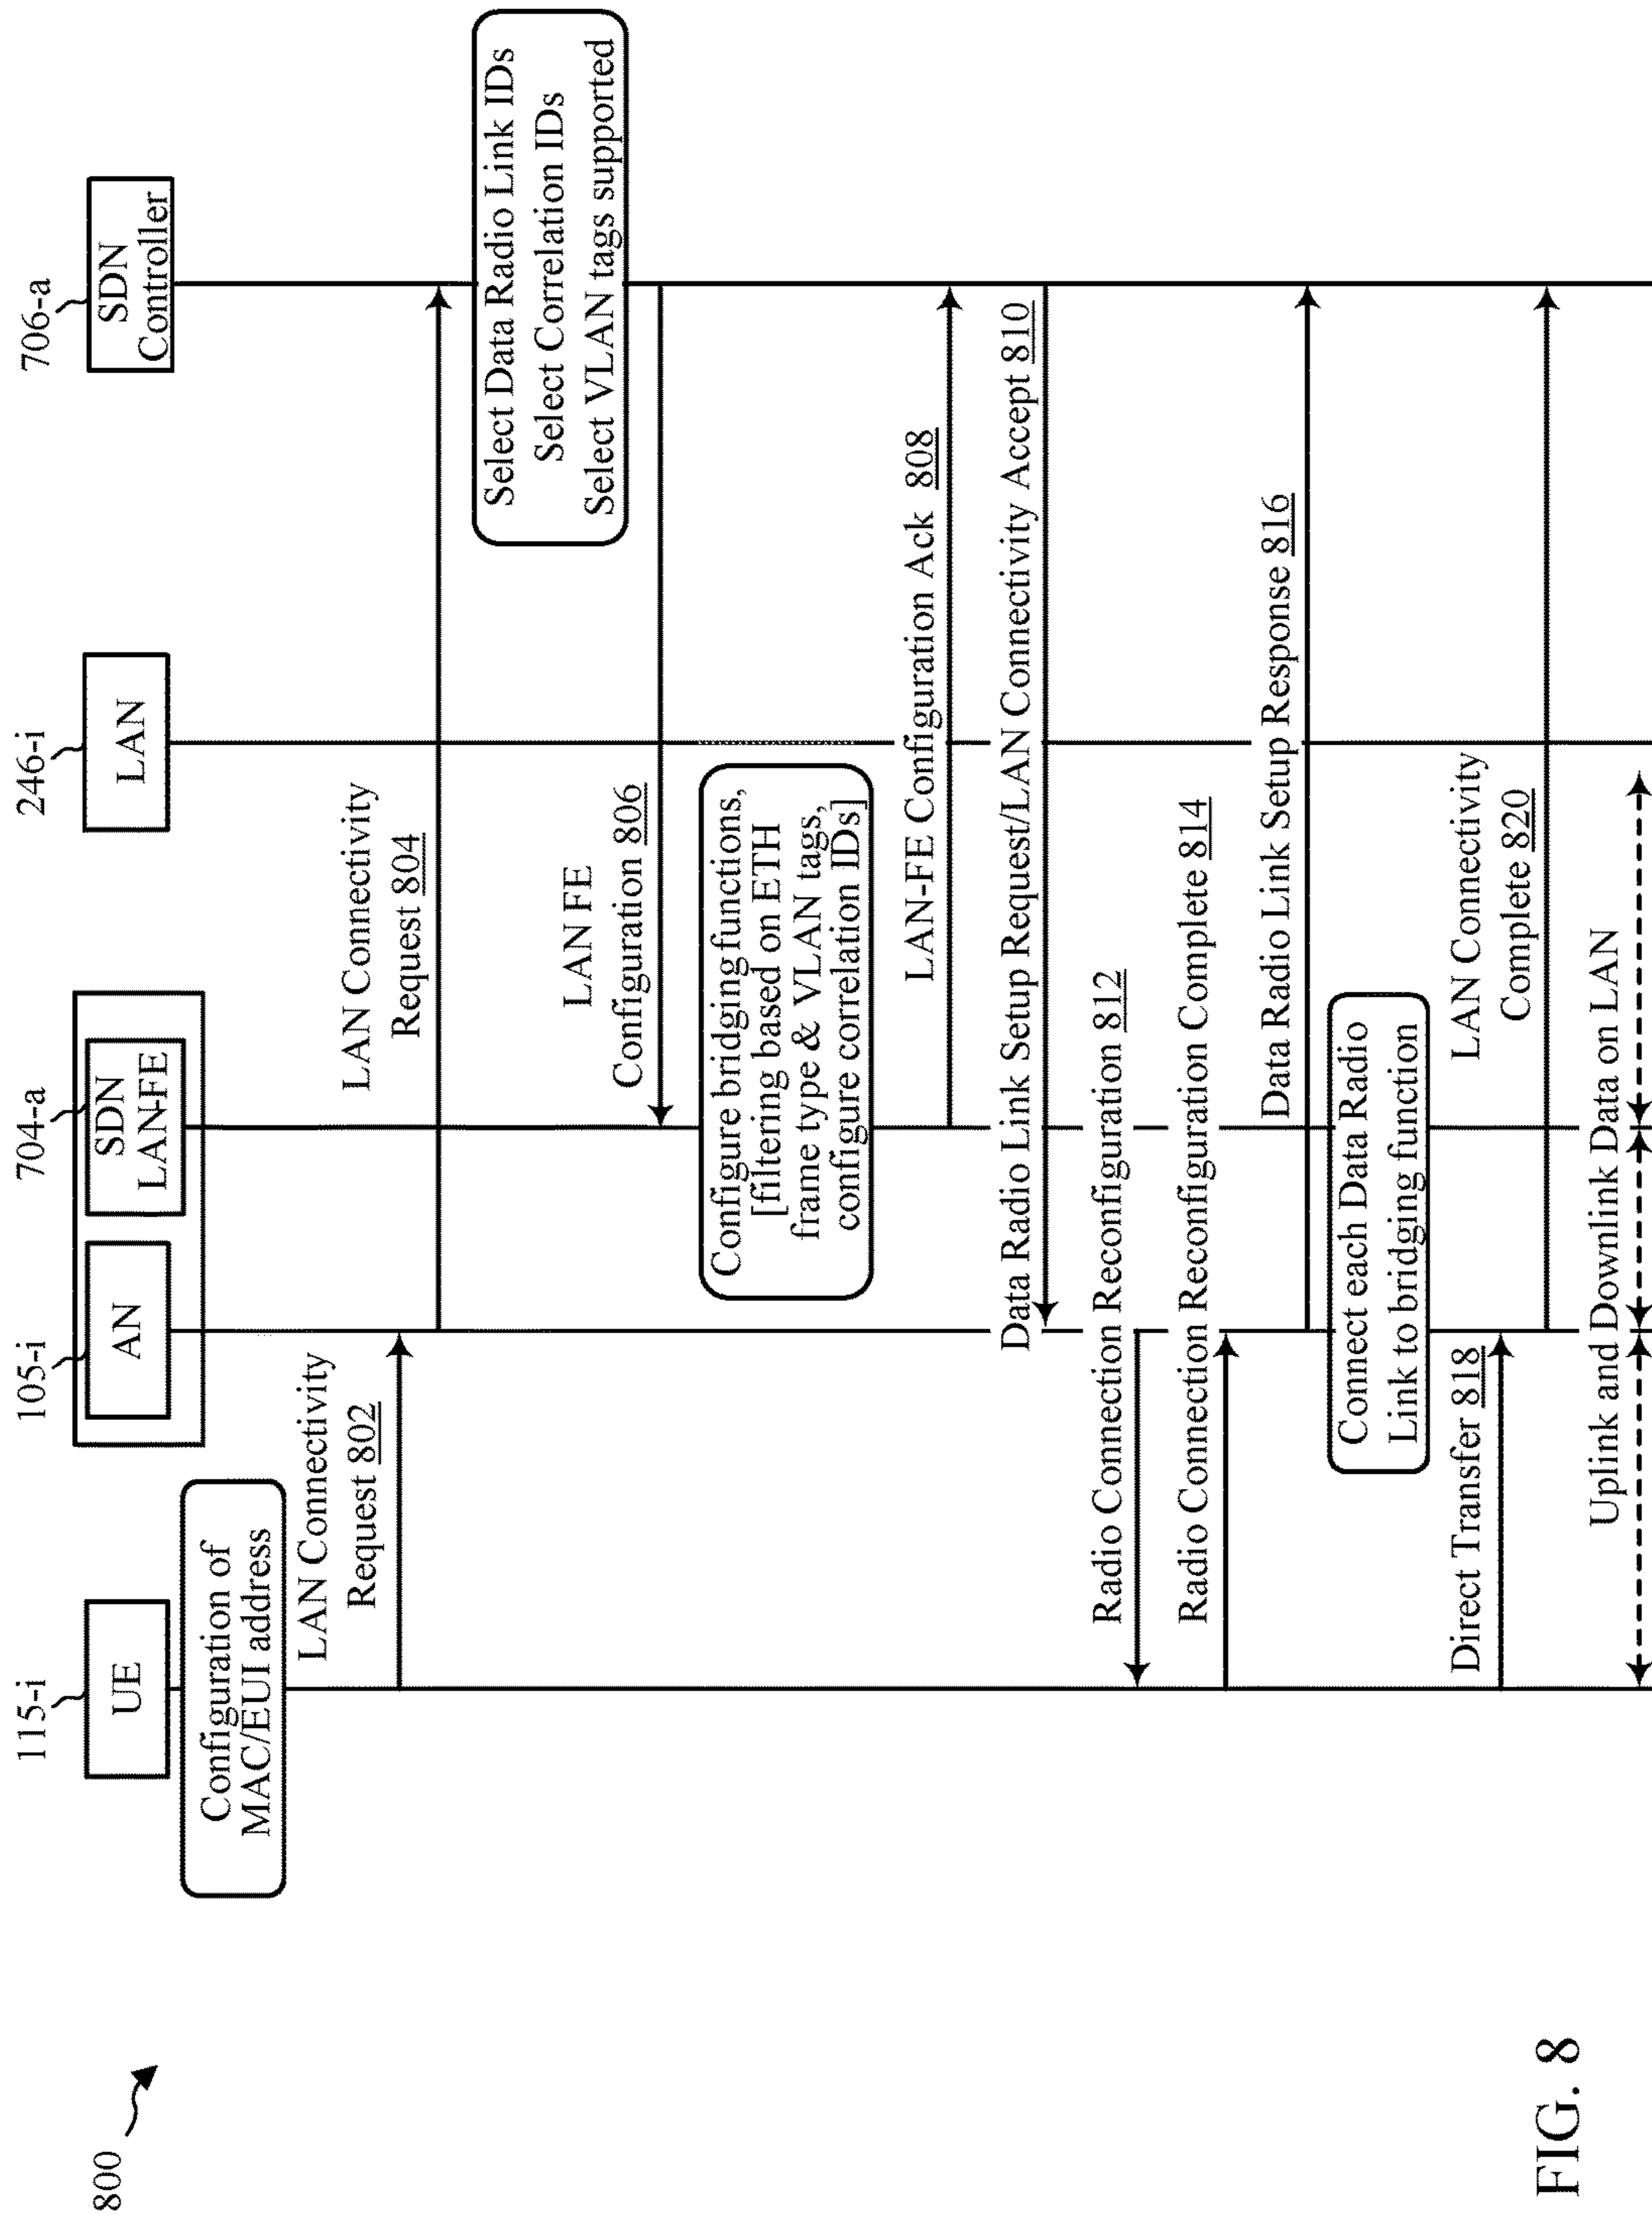 800
115-i
105-i
704-a
246-i
706-a
UE
AN
SDN
LAN-FE
LAN
SDN
Controller
Configuration of
MAC/EUI address
LAN Connectivity
Request 802
LAN Connectivity
Request 804
Select Data Radio Link IDs
Select Correlation IDs
Select VLAN tags supported
LAN FE
Configuration 806
Configure bridging functions,
[filtering based on ETH
frame type & VLAN tags,
configure correlation IDs]
LAN-FE Configuration Ack 808
Data Radio Link Setup Request/LAN Connectivity Accept 810
Radio Connection Reconfiguration 812
Radio Connection Reconfiguration Complete 814
Data Radio Link Setup Response 816
Connect each Data Radio
Link to bridging function
Direct Transfer 818
LAN Connectivity
Complete 820
Uplink and Downlink Data on LAN
FIG. 8